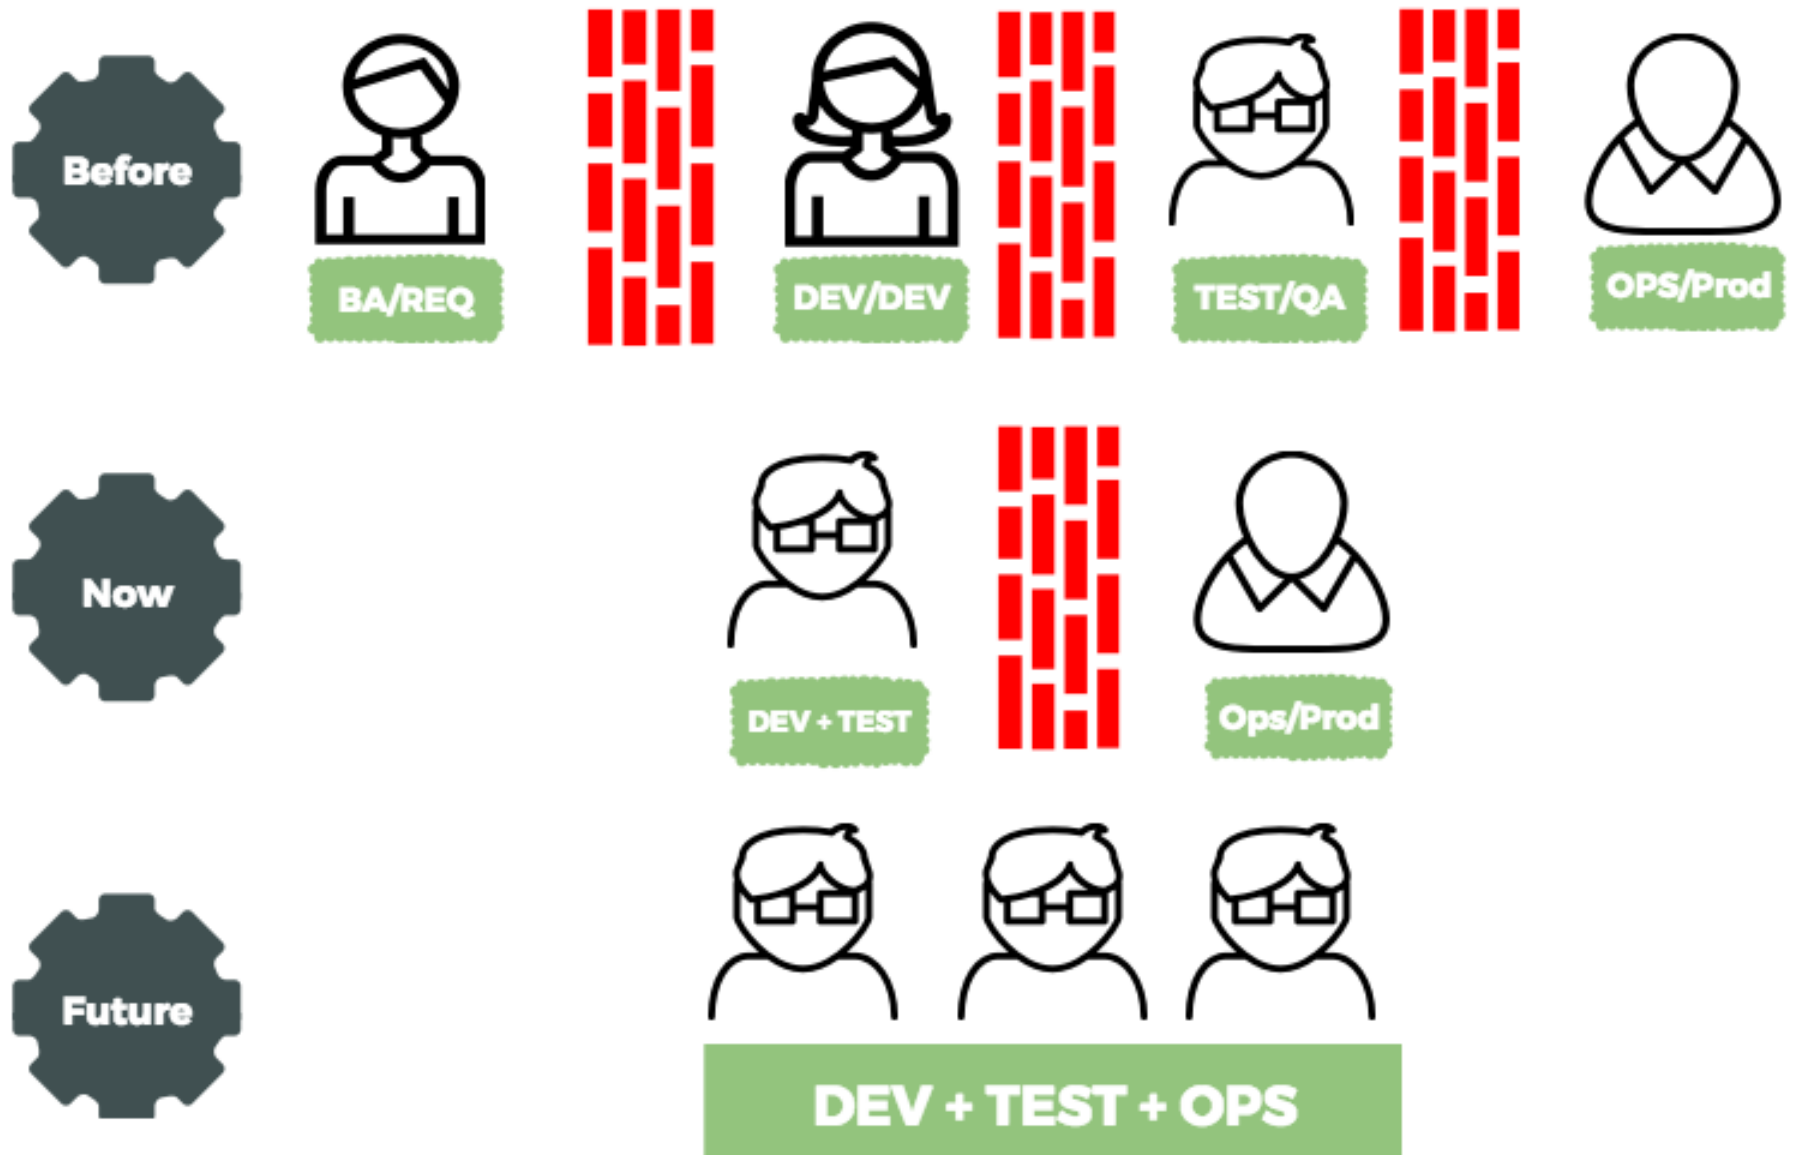 Before
BA/REQ
DEV/DEV
TEST/QA
OPS/Prod
Now
DEV + TEST
Ops/Prod
Future
DEV + TEST + OPS